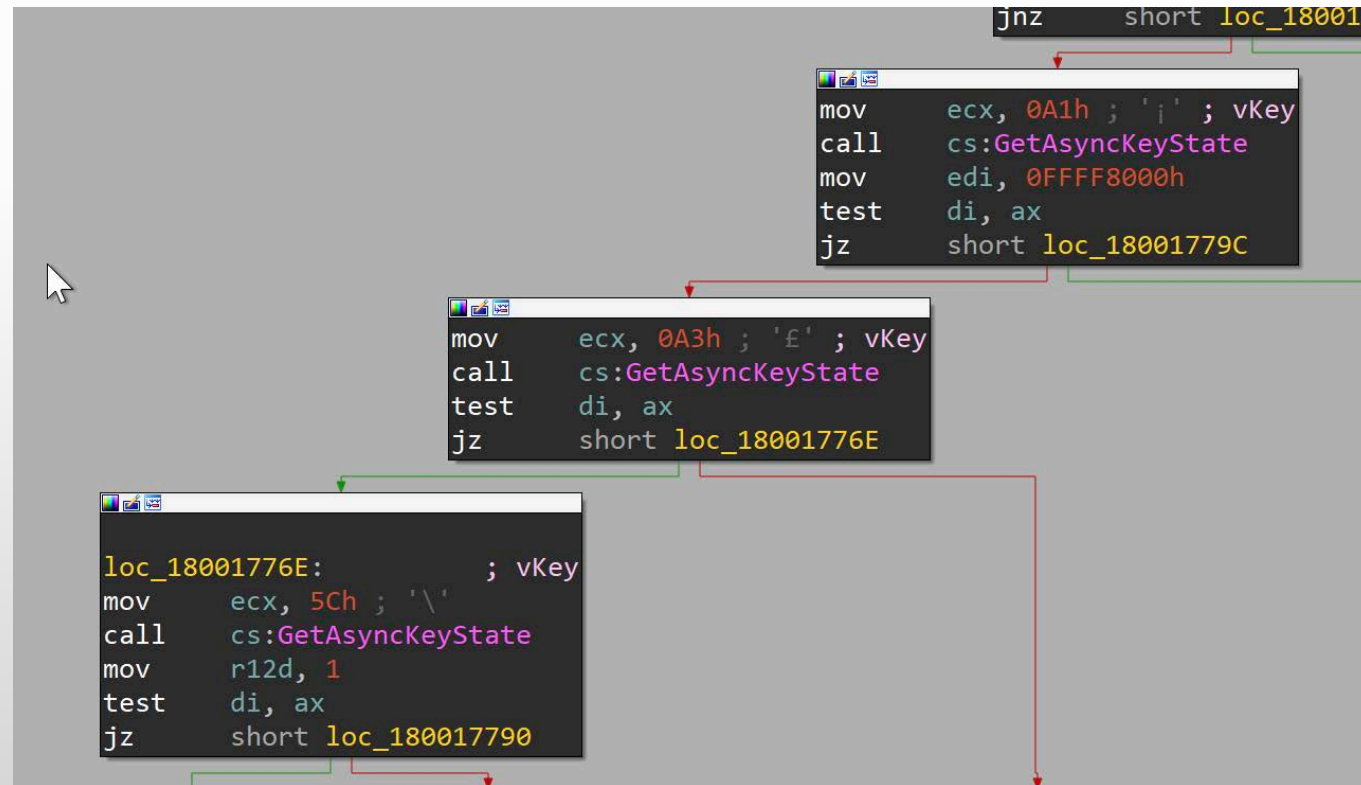 jnz short loc_18001
mov ecx, 0A1h ; '¡' ; vKey
call cs:GetAsyncKeyState
mov edi, 0FFFF8000h
test di, ax
jz short loc_18001779C
mov ecx, 0A3h ; '£' ; vKey
call cs:GetAsyncKeyState
test di, ax
jz short loc_18001776E
loc_18001776E: ; vKey
mov ecx, 5Ch ; '\'
call cs:GetAsyncKeyState
mov r12d, 1
test di, ax
jz short loc_180017790